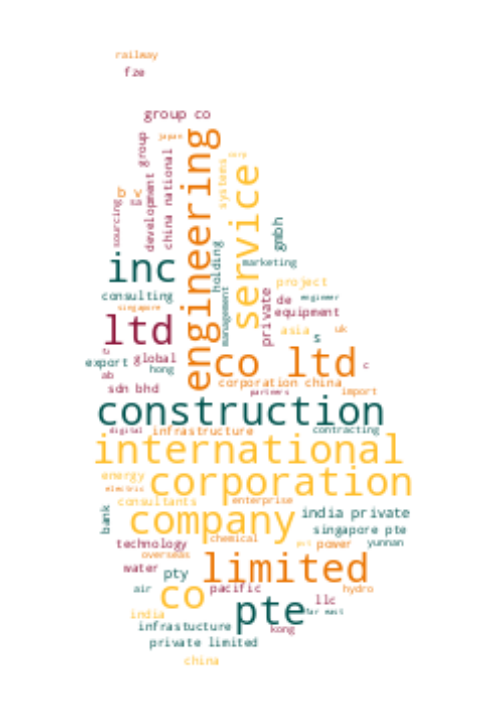 railway
fze
group co
japan
corp
engineering
development group
china national
systems
service
sourcing
gmbh
holding
marketing
inc
consulting
management
private
project
de
engineer
equipment
singapore
ltd
asia
uk
s
export
global
hong
co ltd
c
ab
sdn bhd
corporation china
partners
import
construction
digital
infrastructure
contracting
international
energy
corporation
electric
consultants
enterprise
bank
company
india private
singapore pte
technology
chemical
power
yunnan
overseas
water
pty
limited
air
co
pacific
hydro
llc
india
pte
far east
infrastucture
kong
private limited
china